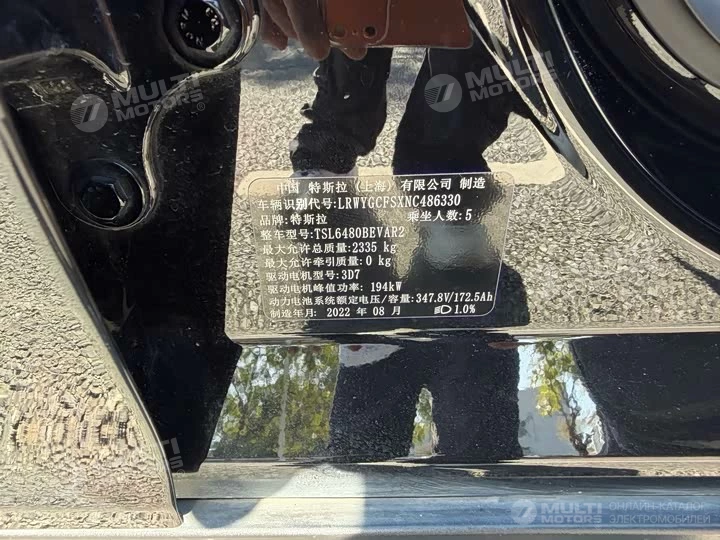 MULTI
MOTORS®
MULTI
MOTORS
中国 特斯拉 (上海) 有限公司 制造
车辆识别代号:LRWYGCFSXNC486330
品牌:特斯拉 乘坐人数:5
整车型号:TSL6480BEVAR2
最大允许总质量:2335 kg
最大允许牵引质量:0 kg
驱动电机型号:3D7
驱动电机峰值功率: 194kW
动力电池系统额定电压/容量:347.8V/172.5Ah
制造年月: 2022 年 08 月 1.0%
MULTI
MOTORS
MULTI
MOTORS
ОНЛАЙН-КАТАЛОГ
ЭЛЕКТРОМОБИЛЕЙ